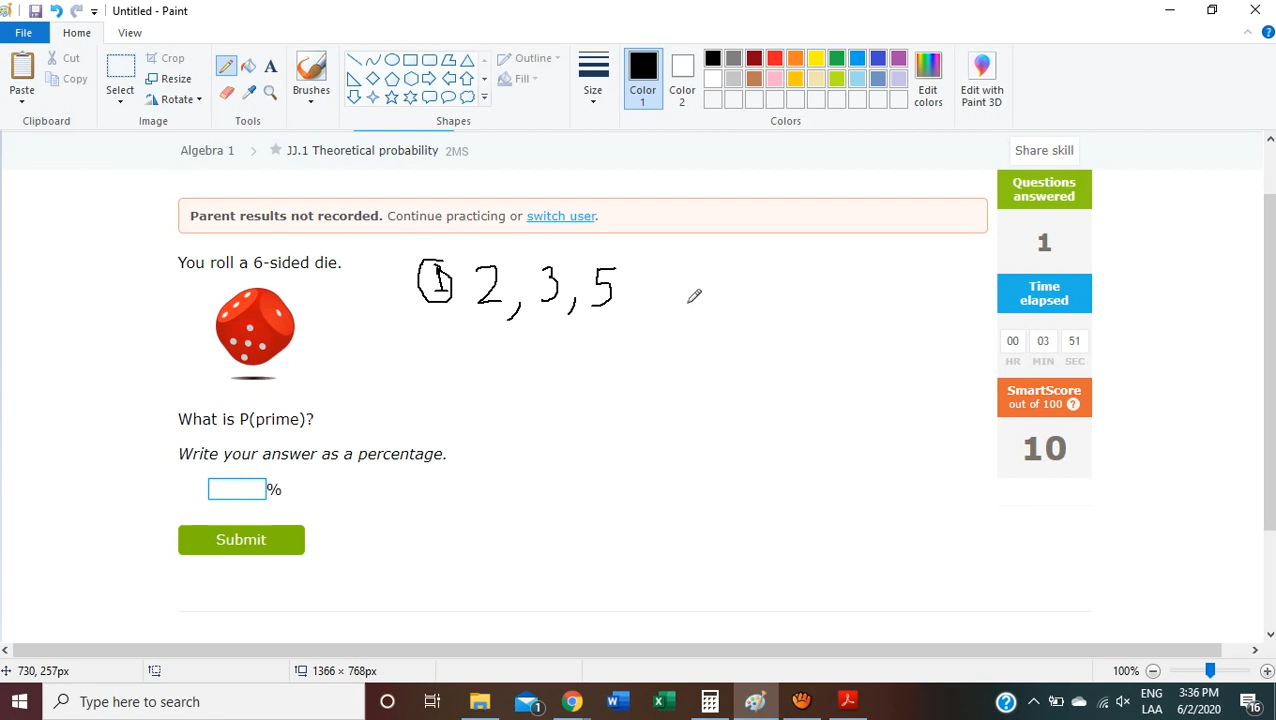 Untitled - Paint
File Home View
Paste Cut Copy Clipboard
Select Crop Resize Rotate Image
Tools
Brushes
Outline Fill Shapes
Size
Color 1 Color 2 Edit colors Colors
Edit with Paint 3D
Algebra 1 > JJ.1 Theoretical probability 2MS
Share skill
Parent results not recorded. Continue practicing or switch user.
You roll a 6-sided die.
1 2, 3, 5
What is P(prime)?
Write your answer as a percentage.
%
Submit
Questions answered
1
Time elapsed
00 03 51
HR MIN SEC
SmartScore
out of 100 ?
10
730, 257px 1366 × 768px 100%
Type here to search
1
ENG
LAA
3:36 PM
6/2/2020
16